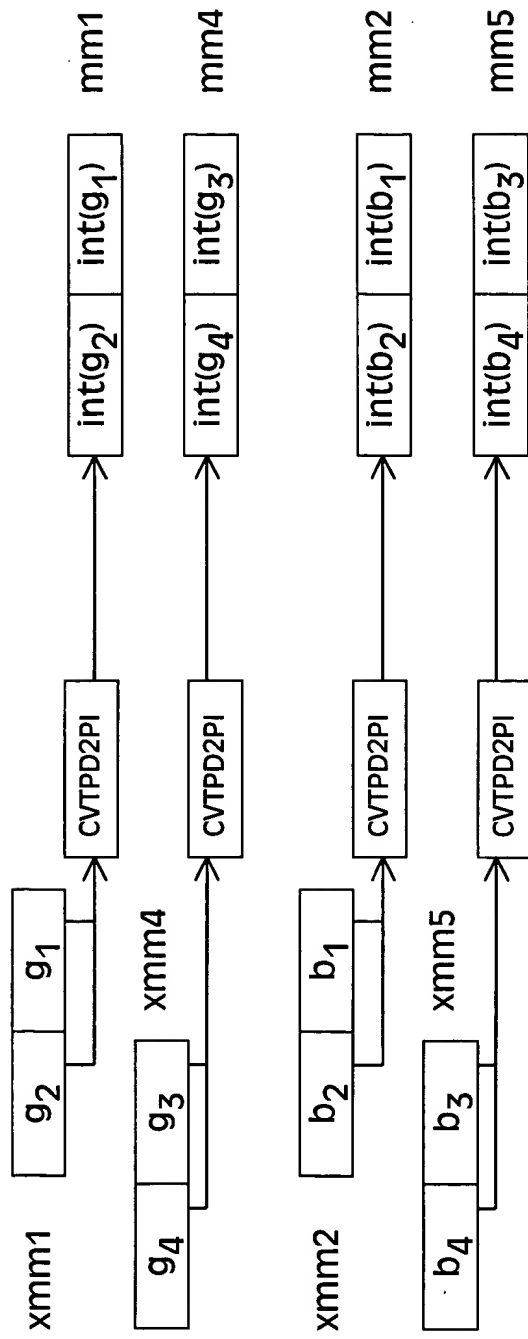 xmm1
g2 g1
CVTPD2PI
int(g2) int(g1)
mm1
g4 g3
xmm4
CVTPD2PI
int(g4) int(g3)
mm4
xmm2
b2 b1
CVTPD2PI
int(b2) int(b1)
mm2
b4 b3
xmm5
CVTPD2PI
int(b4) int(b3)
mm5